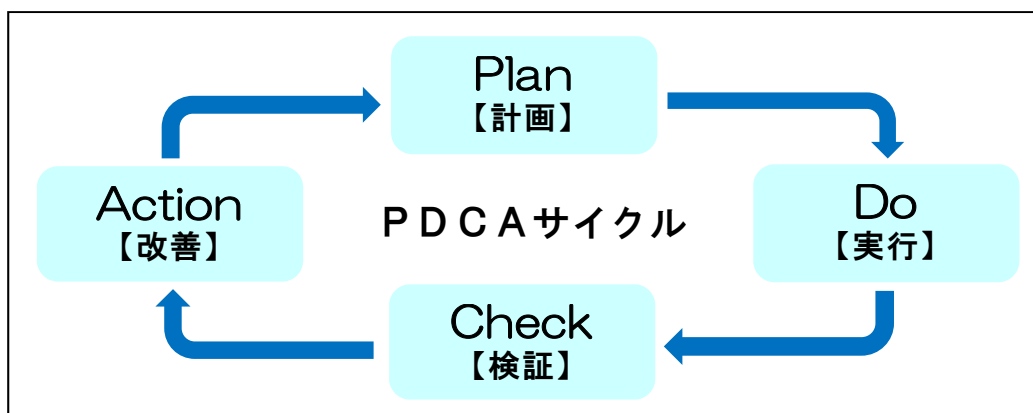 Plan
【計画】
Action
【改善】
PDCAサイクル
Do
【実行】
Check
【検証】